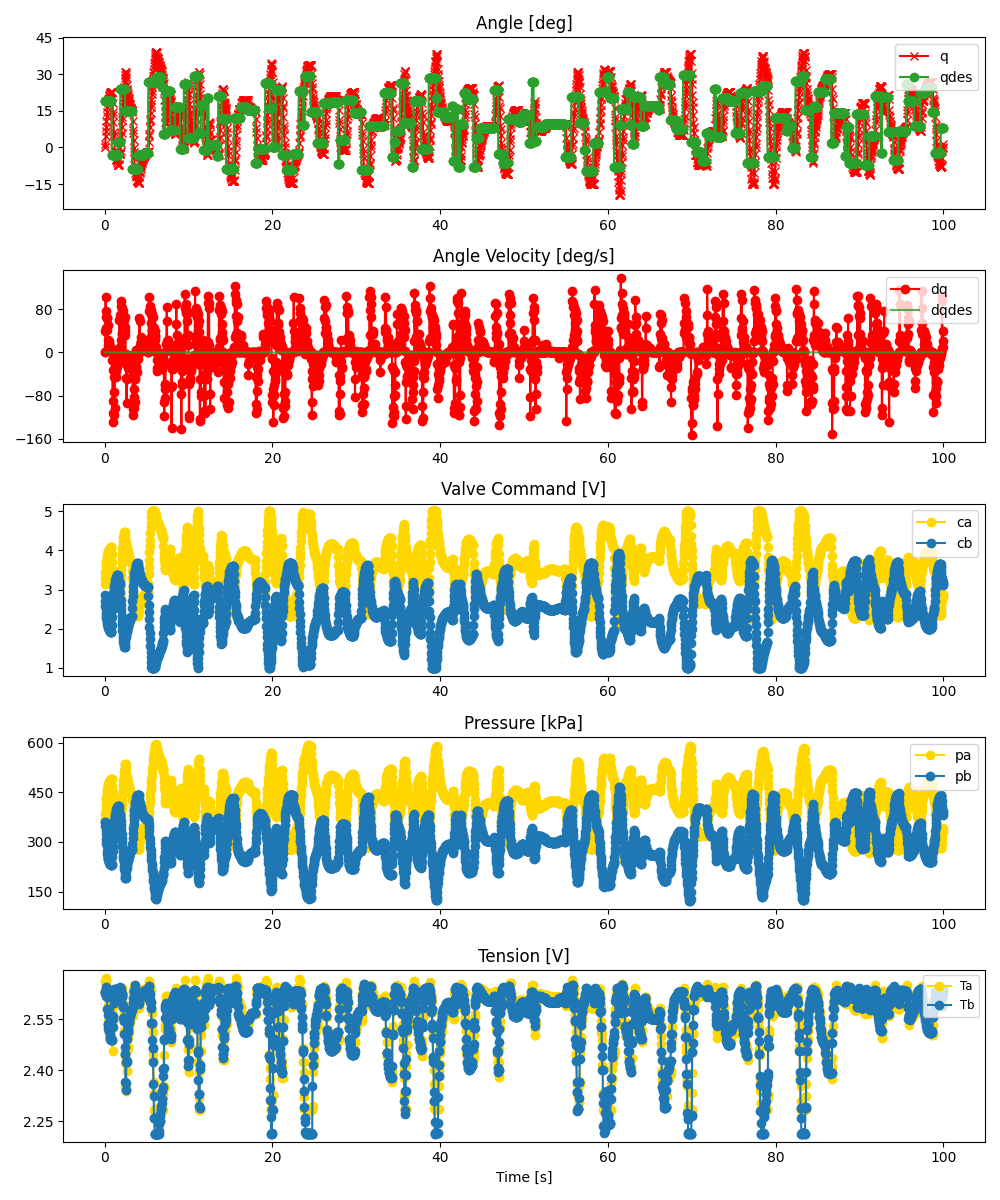 Angle [deg]
45
30
15
0
−15
q
qdes
0 20 40 60 80 100
Angle Velocity [deg/s]
80
0
−80
−160
dq
dqdes
0 20 40 60 80 100
Valve Command [V]
5
4
3
2
1
ca
cb
0 20 40 60 80 100
Pressure [kPa]
600
450
300
150
pa
pb
0 20 40 60 80 100
Tension [V]
2.55
2.40
2.25
Ta
Tb
0 20 40 60 80 100
Time [s]